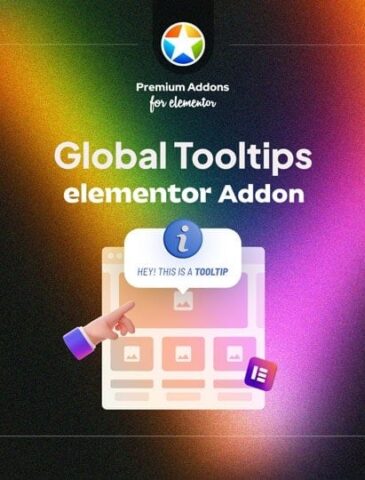 Premium Addons
for elementor
Global Tooltips
elementor Addon
i
HEY! THIS IS A TOOLTIP